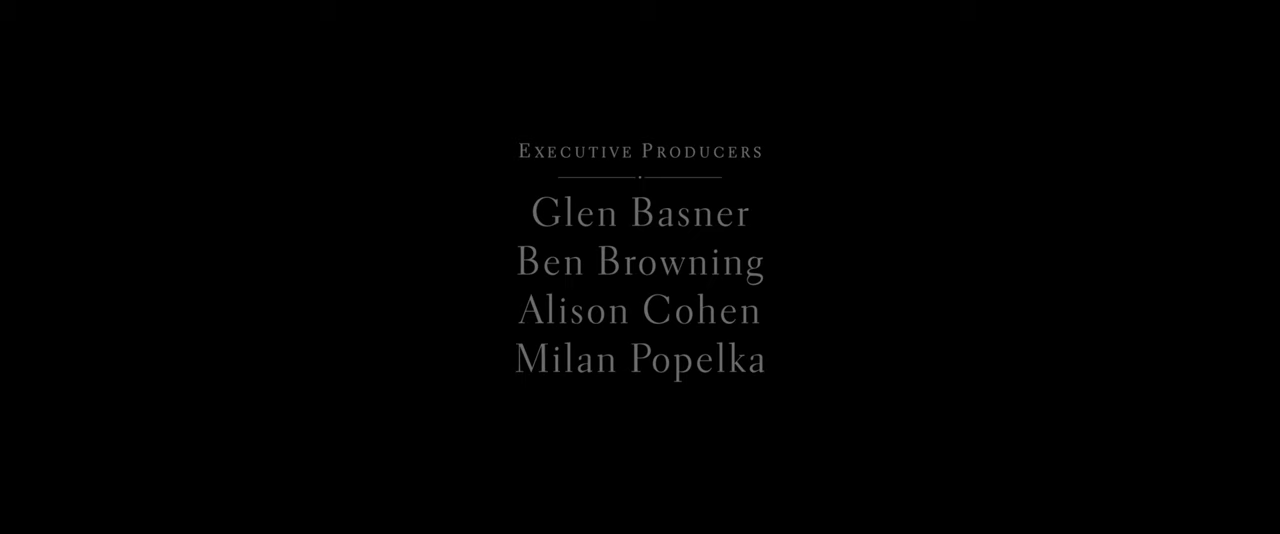 Executive Producers
Glen Basner
Ben Browning
Alison Cohen
Milan Popelka